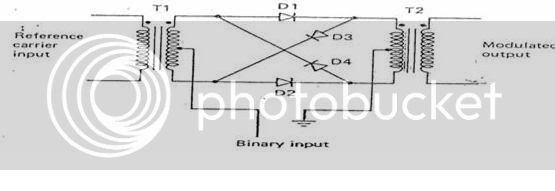 T1
D1
T2
Reference
carrier
input
D3
Modulated
output
D4
D2
photobucket
Binary input